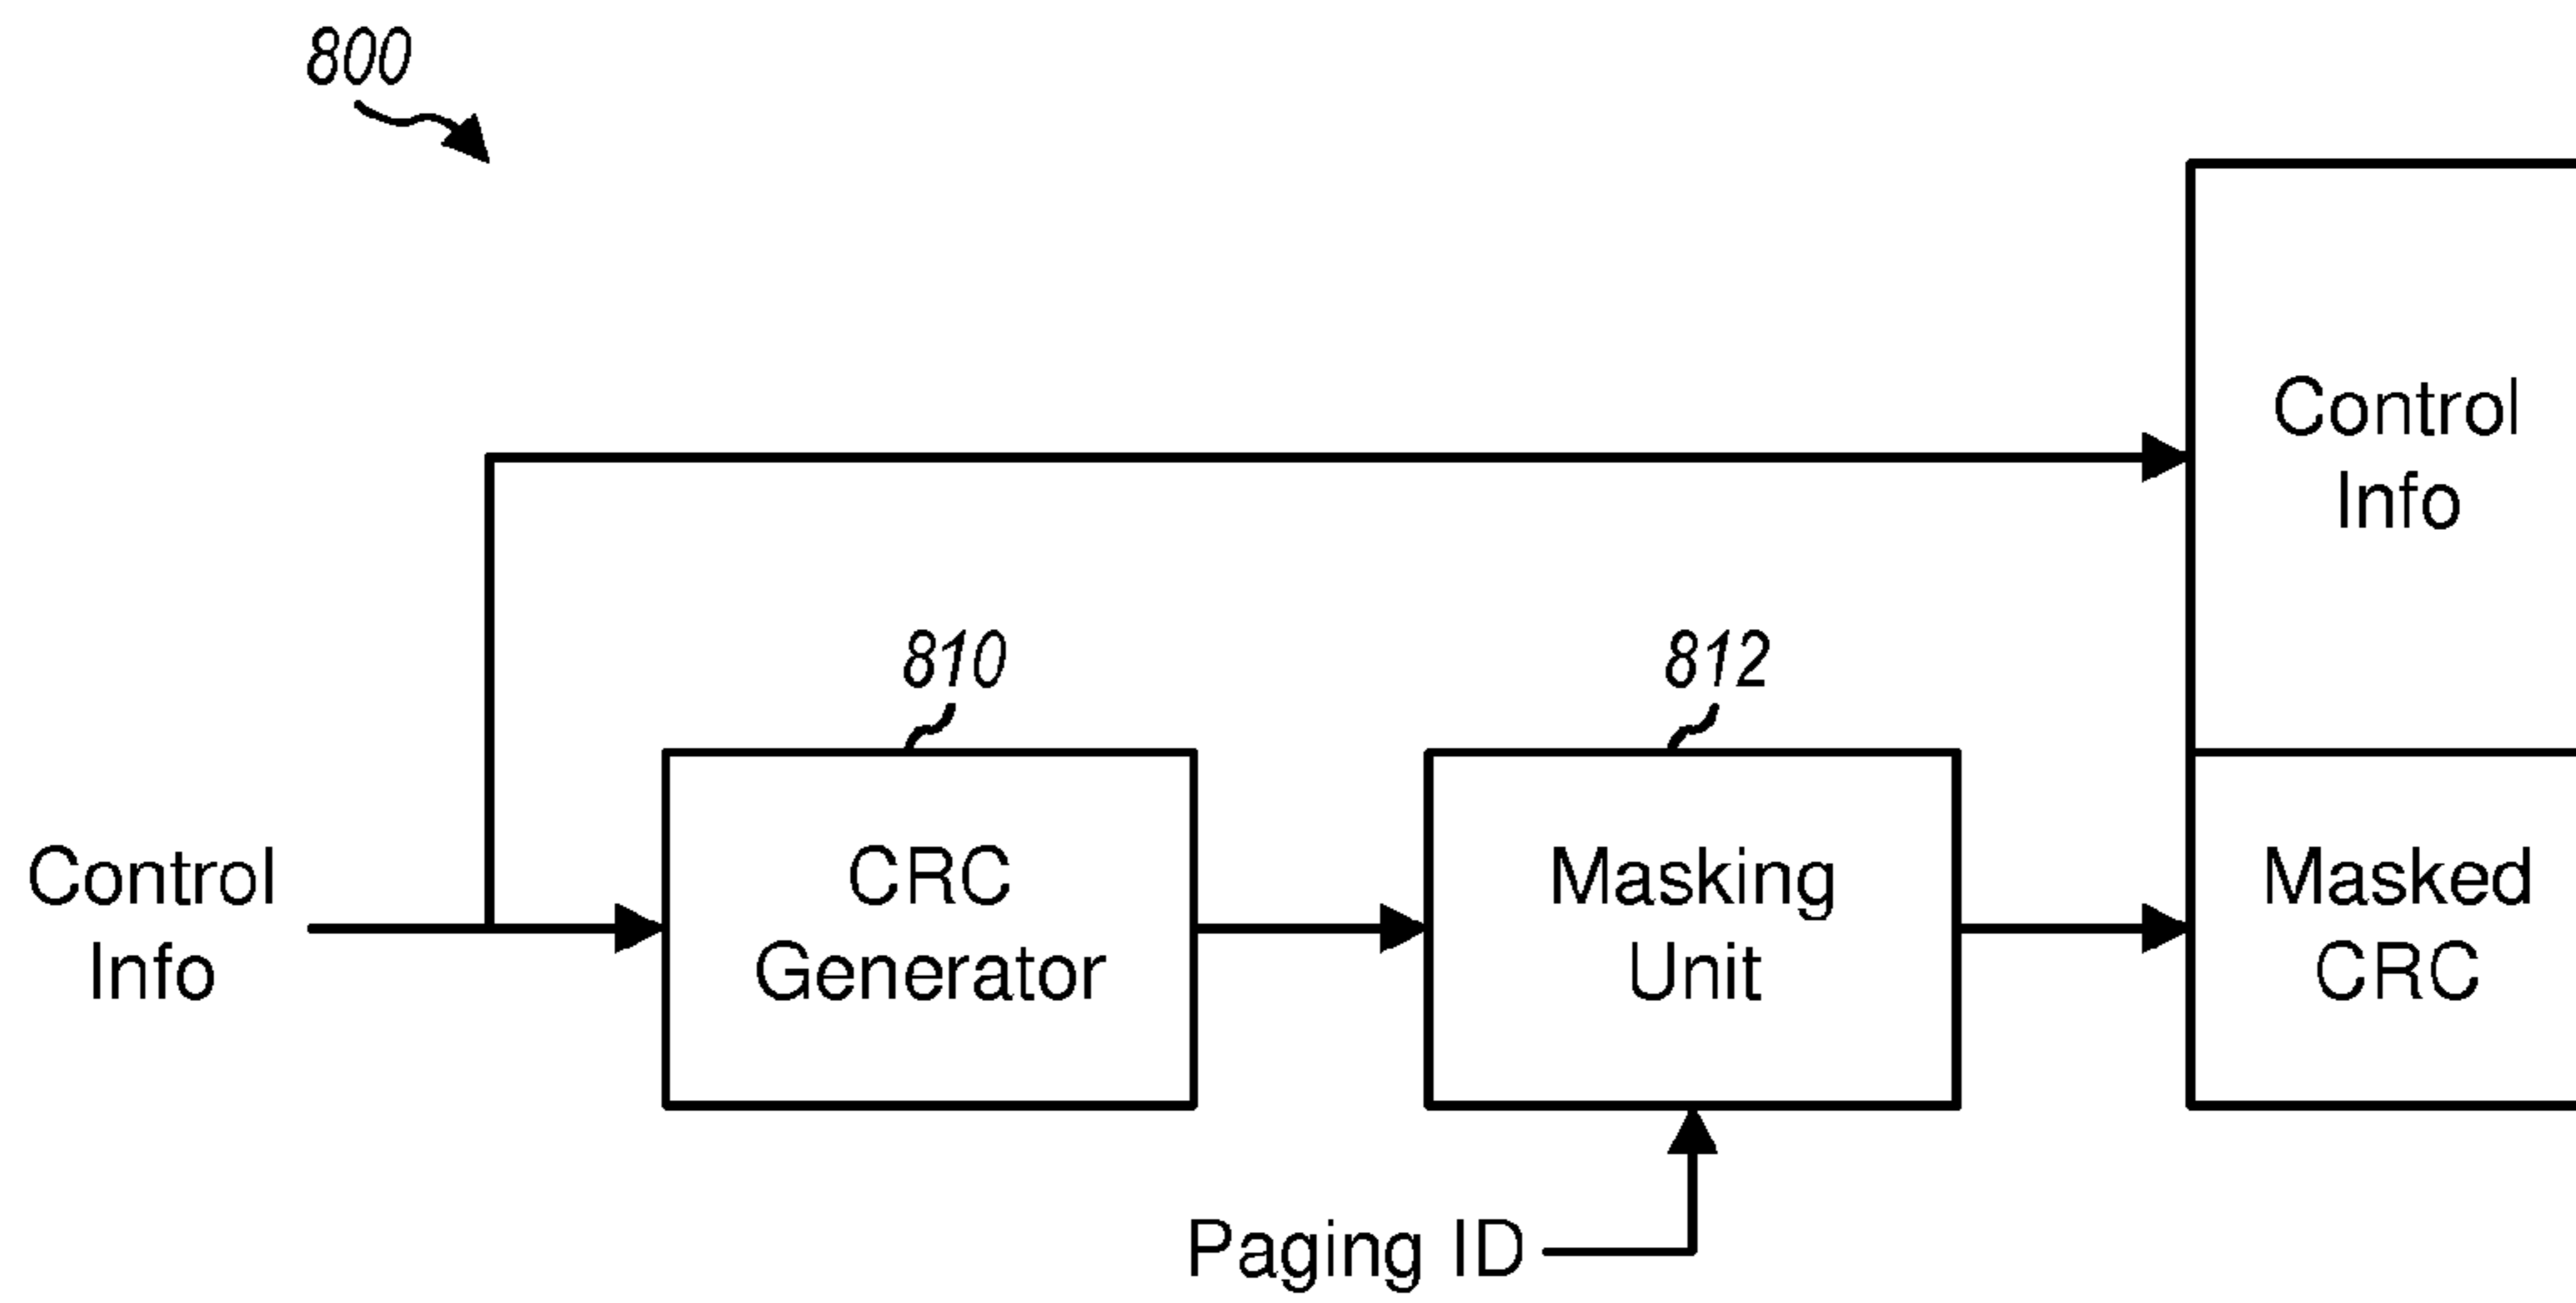 800
Control
Info
810
812
Control
Info
CRC
Generator
Masking
Unit
Masked
CRC
Paging ID